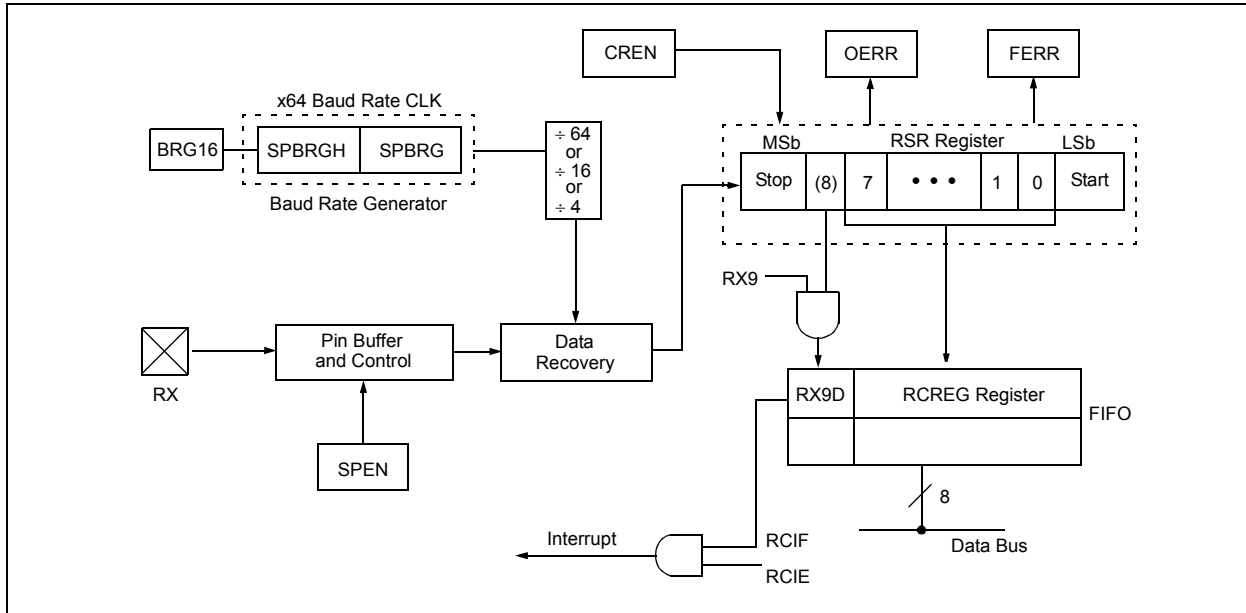 CREN
OERR
FERR
x64 Baud Rate CLK
BRG16
SPBRGH
SPBRG
Baud Rate Generator
÷ 64
or
÷ 16
or
÷ 4
MSb
RSR Register
LSb
Stop
(8)
7
• • •
1
0
Start
RX9
Pin Buffer
and Control
Data
Recovery
RX
SPEN
RX9D
RCREG Register
FIFO
8
Data Bus
Interrupt
RCIF
RCIE